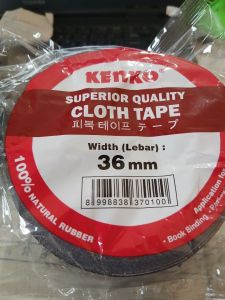 KENKO
SUPERIOR QUALITY
CLOTH TAPE
피복 테이프 テープ
Width (Lebar) :
36 mm
8 998838 370100
100% NATURAL RUBBER
Application for
• Book Binding